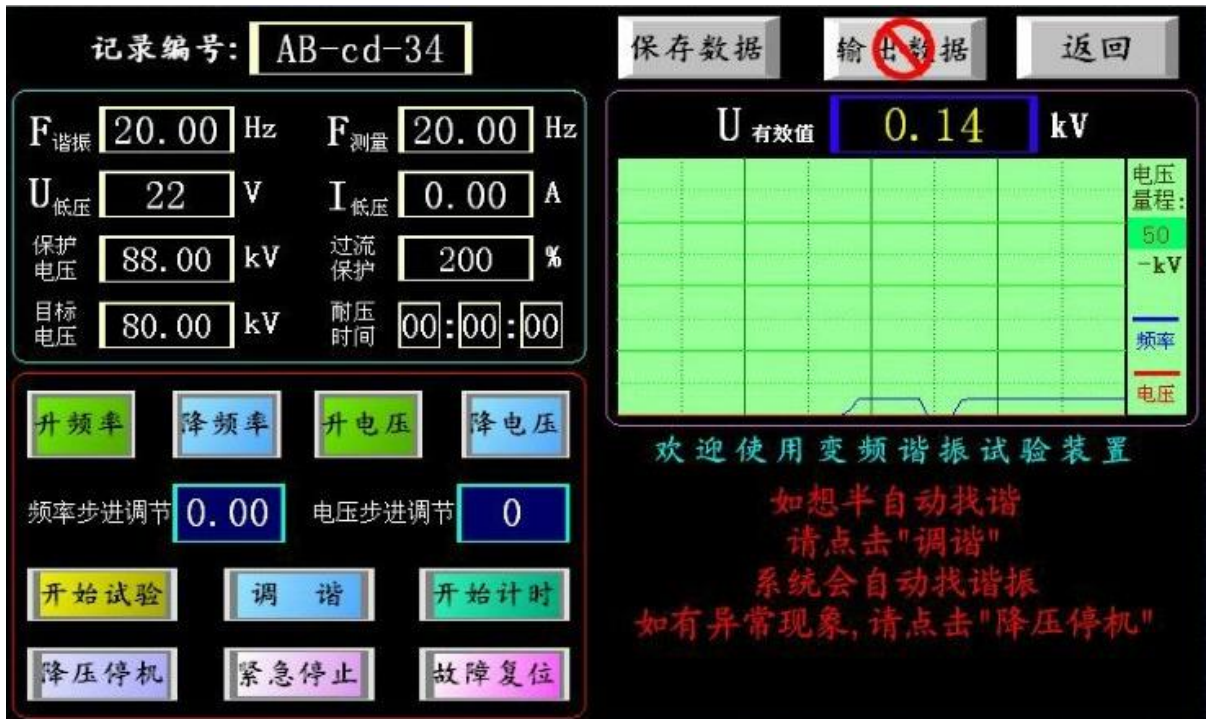 记录编号: AB-cd-34
保存数据 输出数据 返回
F谐振 20.00 Hz F测量 20.00 Hz
U低压 22 V I低压 0.00 A
保护电压 88.00 kV 过流保护 200 %
目标电压 80.00 kV 耐压时间 00:00:00
U有效值 0.14 kV
电压
量程:
50
-kV
频率
电压
升频率 降频率 升电压 降电压
频率步进调节 0.00 电压步进调节 0
开始试验 调谐 开始计时
降压停机 紧急停止 故障复位
欢迎使用变频谐振试验装置
如想半自动找谐
请点击"调谐"
系统会自动找谐振
如有异常现象,请点击"降压停机"